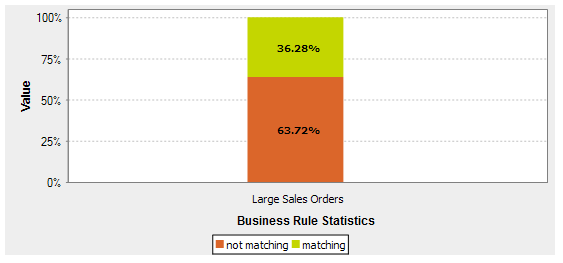 100%
75%
50%
25%
0%
Value
36.28%
63.72%
Large Sales Orders
Business Rule Statistics
not matching matching